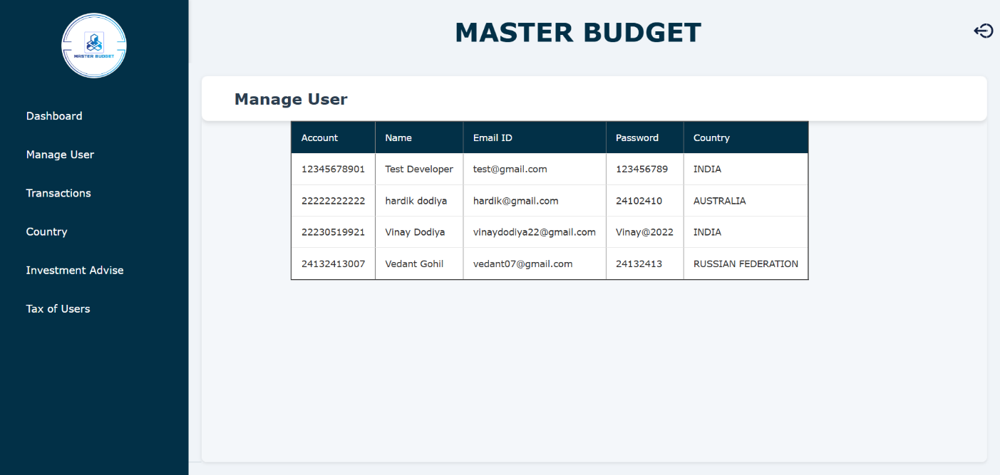 MASTER BUDGET
MASTER BUDGET
Dashboard
Manage User
Transactions
Country
Investment Advise
Tax of Users
Manage User
Account Name Email ID Password Country
12345678901 Test Developer test@gmail.com 123456789 INDIA
22222222222 hardik dodiya hardik@gmail.com 24102410 AUSTRALIA
22230519921 Vinay Dodiya vinaydodiya22@gmail.com Vinay@2022 INDIA
24132413007 Vedant Gohil vedant07@gmail.com 24132413 RUSSIAN FEDERATION